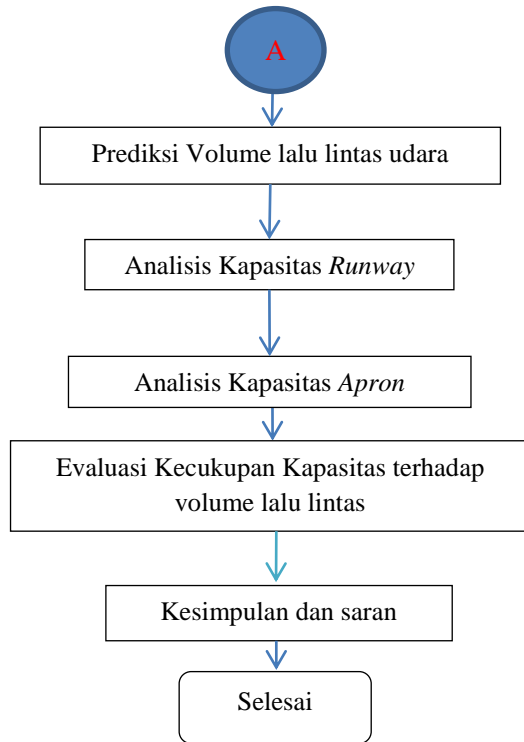 A
Prediksi Volume lalu lintas udara
Analisis Kapasitas Runway
Analisis Kapasitas Apron
Evaluasi Kecukupan Kapasitas terhadap
volume lalu lintas
Kesimpulan dan saran
Selesai